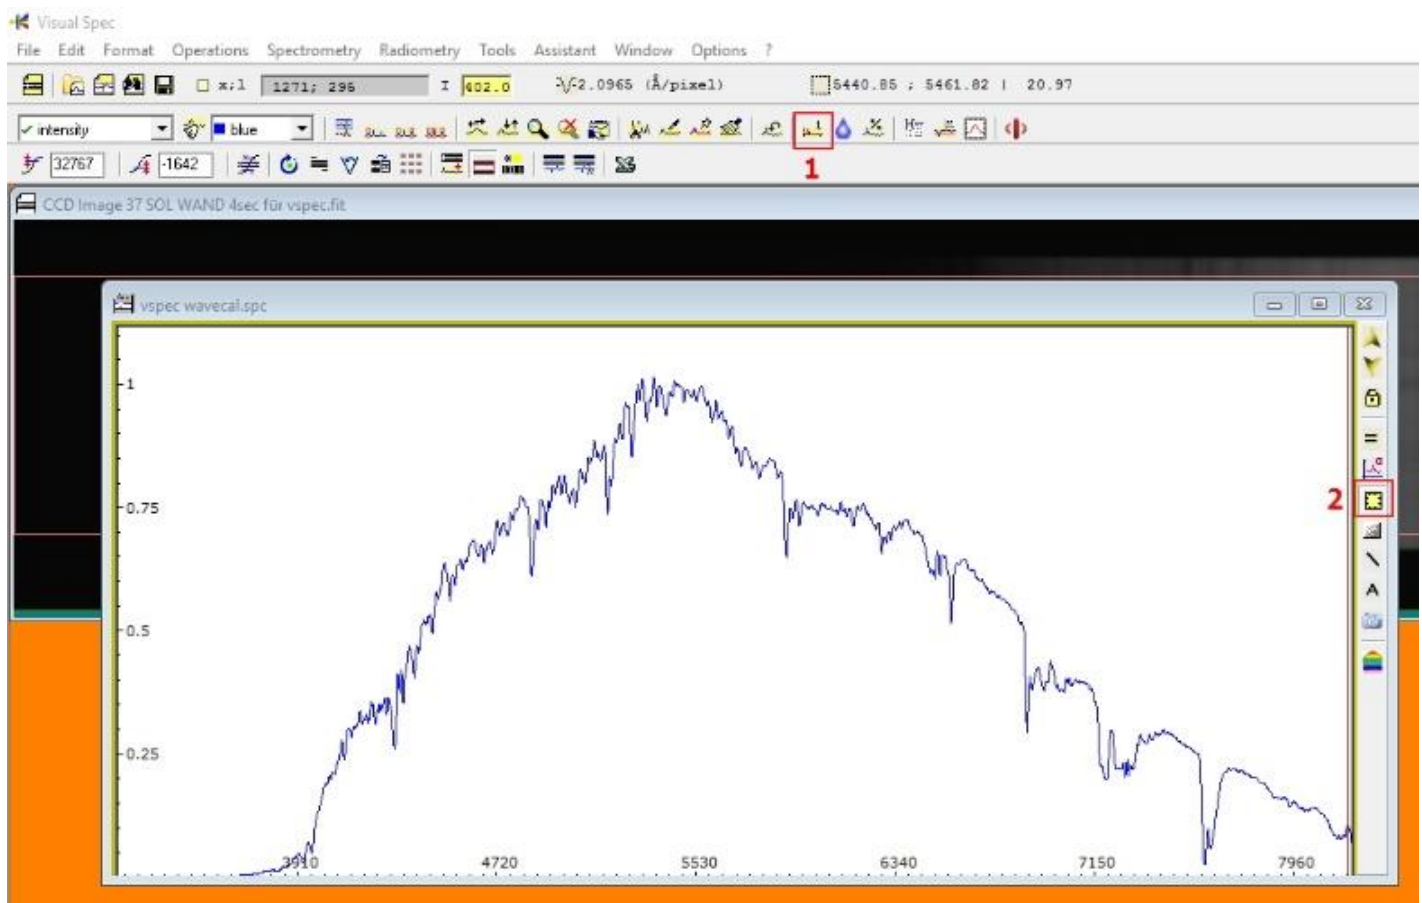 Visual Spec
File Edit Format Operations Spectrometry Radiometry Tools Assistant Window Options ?
x;l 1271; 295 I 402.0 2.0965 (Å/pixel) 5440.85 ; 5461.82 | 20.97
intensity blue
1
32767 -1642
CCD Image 37 SOL WAND 4sec für vspec.fit
vspec wavecal.spc
1
0.75
2
0.5
A
0.25
3910 4720 5530 6340 7150 7960